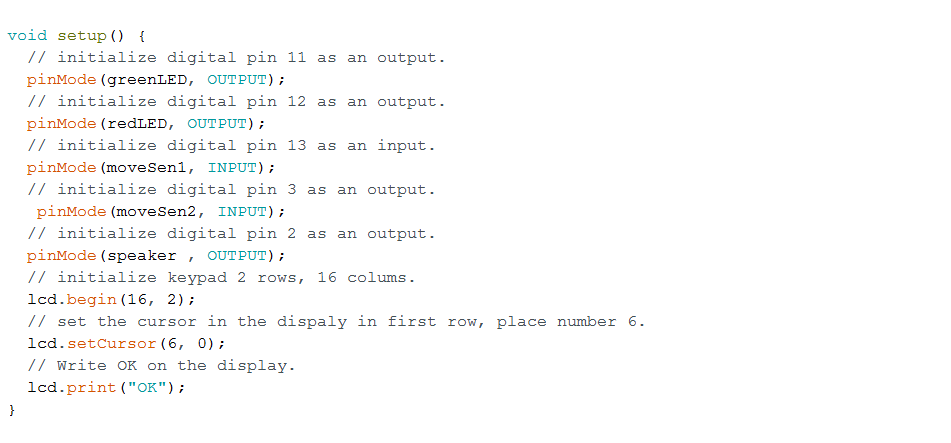 void setup() {
  // initialize digital pin 11 as an output.
  pinMode(greenLED, OUTPUT);
  // initialize digital pin 12 as an output.
  pinMode(redLED, OUTPUT);
  // initialize digital pin 13 as an input.
  pinMode(moveSen1, INPUT);
  // initialize digital pin 3 as an output.
   pinMode(moveSen2, INPUT);
  // initialize digital pin 2 as an output.
  pinMode(speaker , OUTPUT);
  // initialize keypad 2 rows, 16 colums.
  lcd.begin(16, 2);
  // set the cursor in the dispaly in first row, place number 6.
  lcd.setCursor(6, 0);
  // Write OK on the display.
  lcd.print("OK");
}